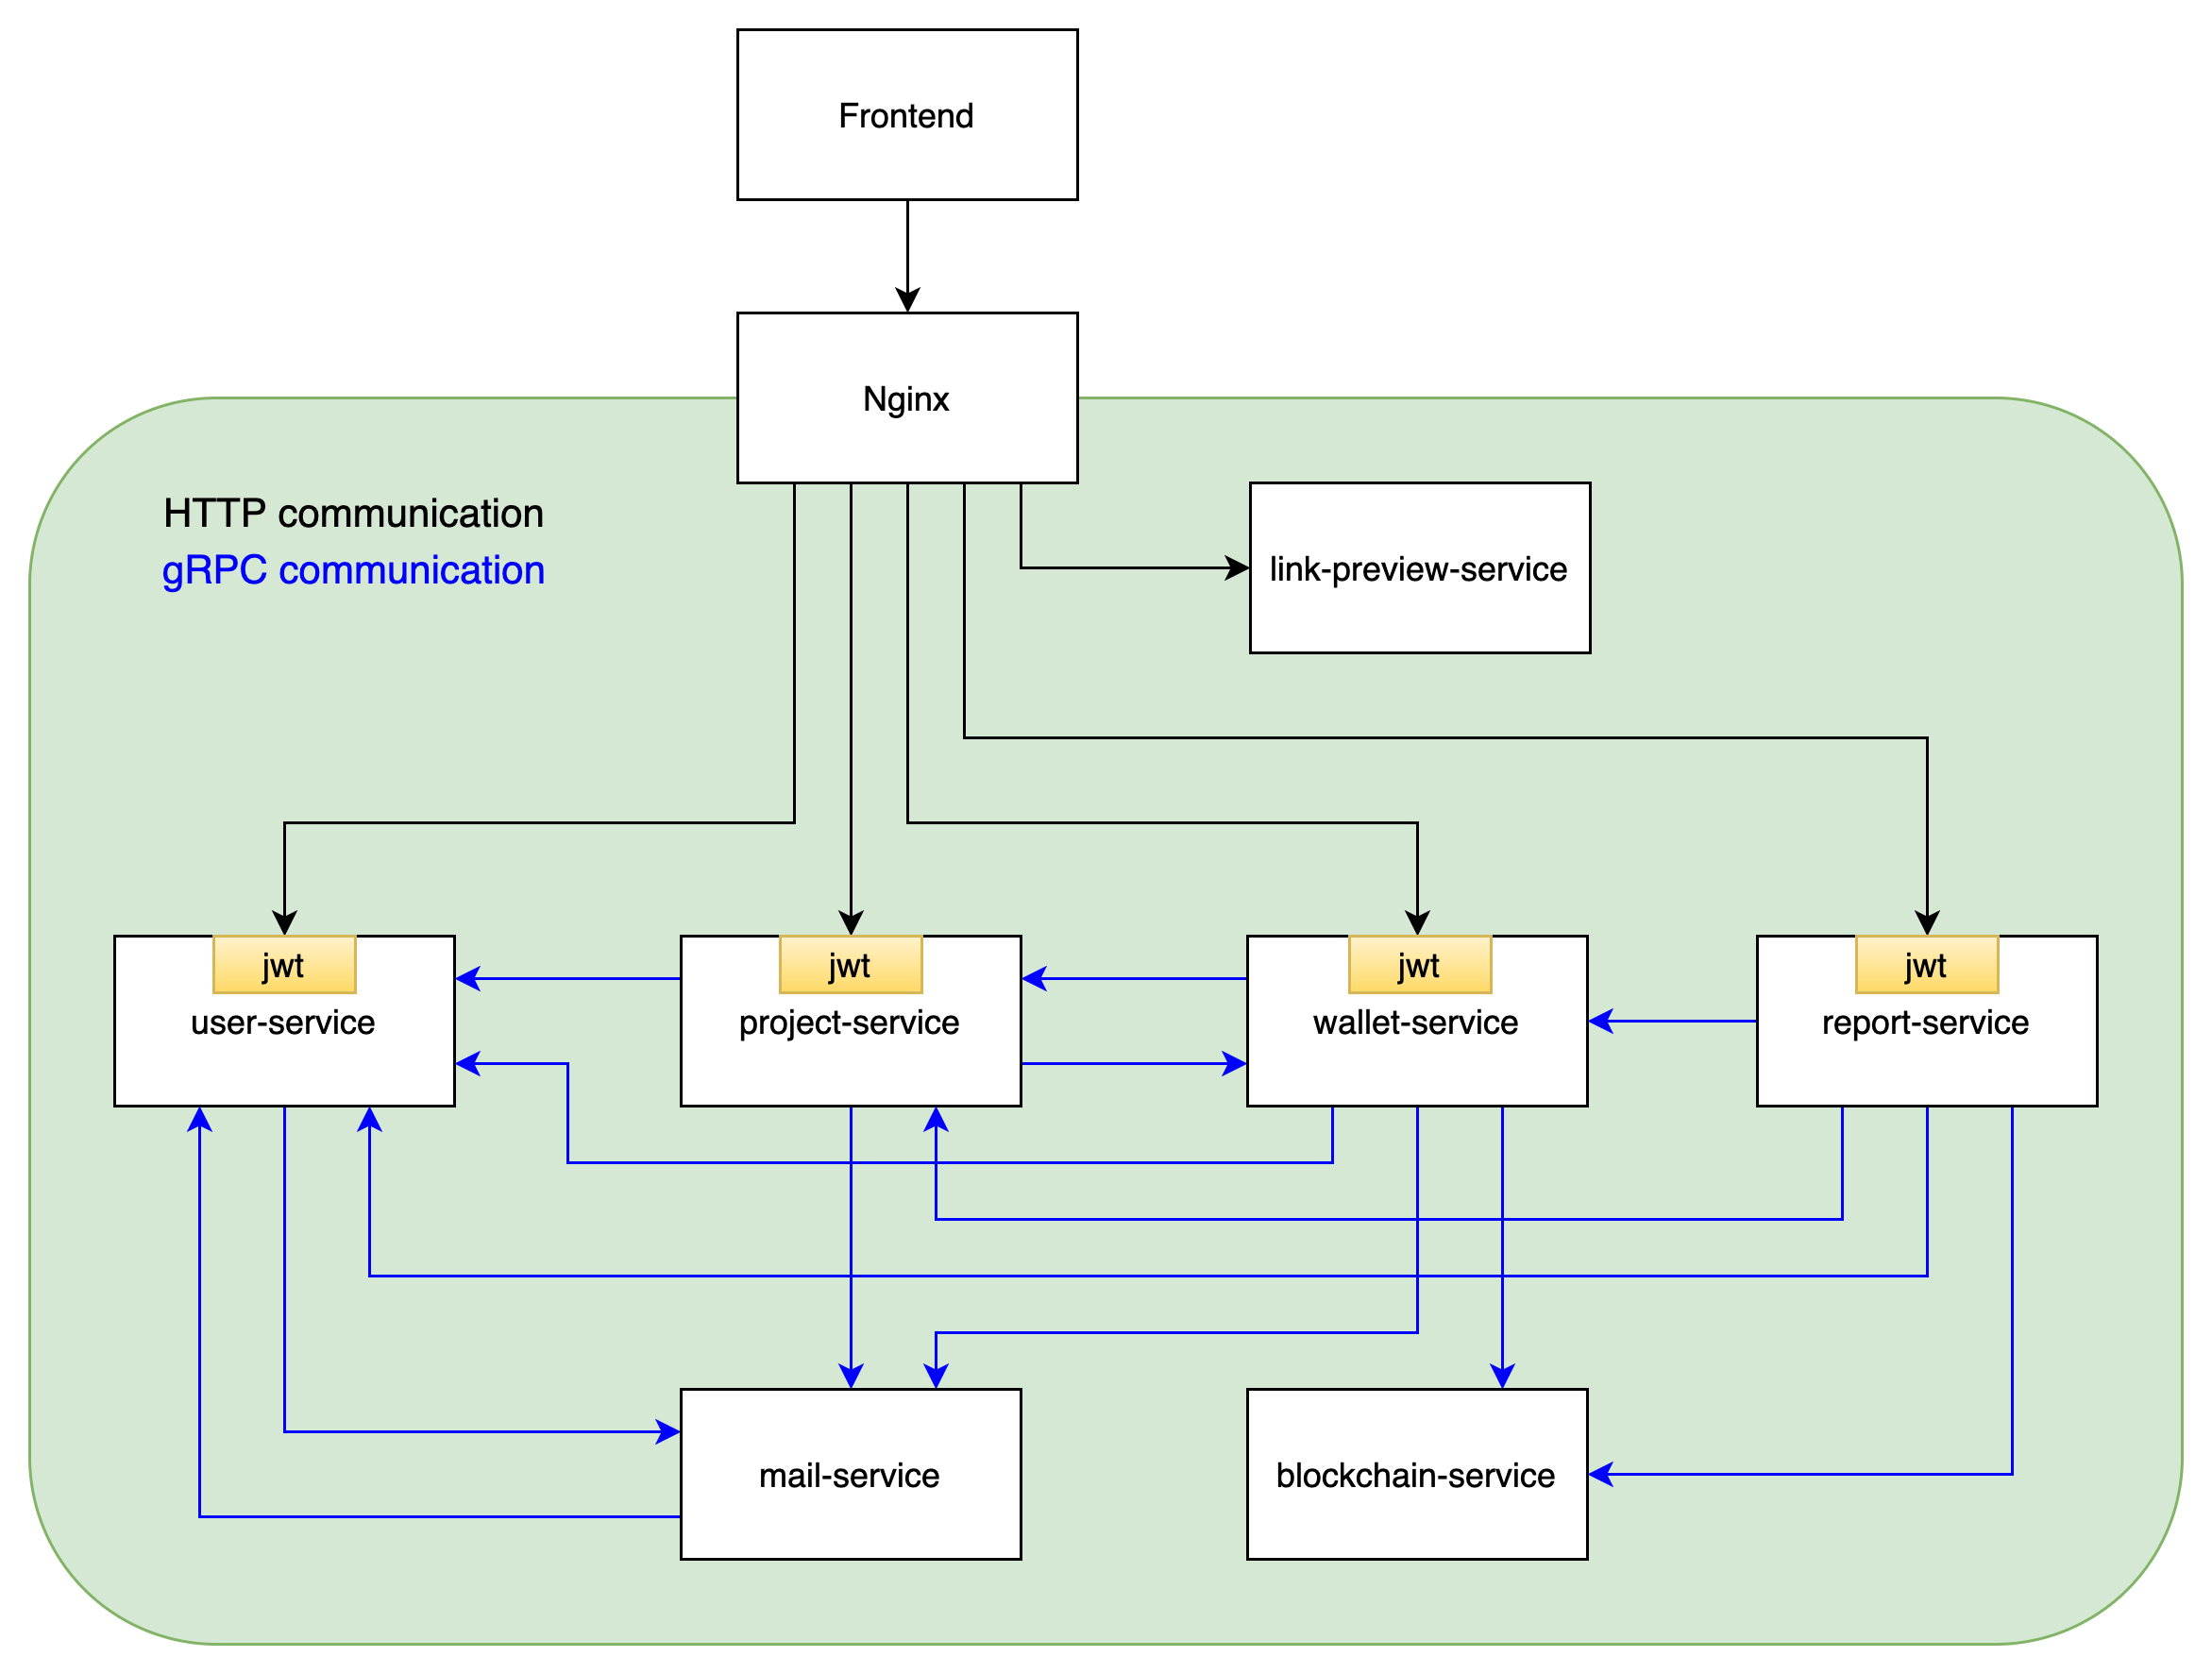 Frontend
Nginx
HTTP communication
gRPC communication
link-preview-service
jwt
user-service
jwt
project-service
jwt
wallet-service
jwt
report-service
mail-service
blockchain-service